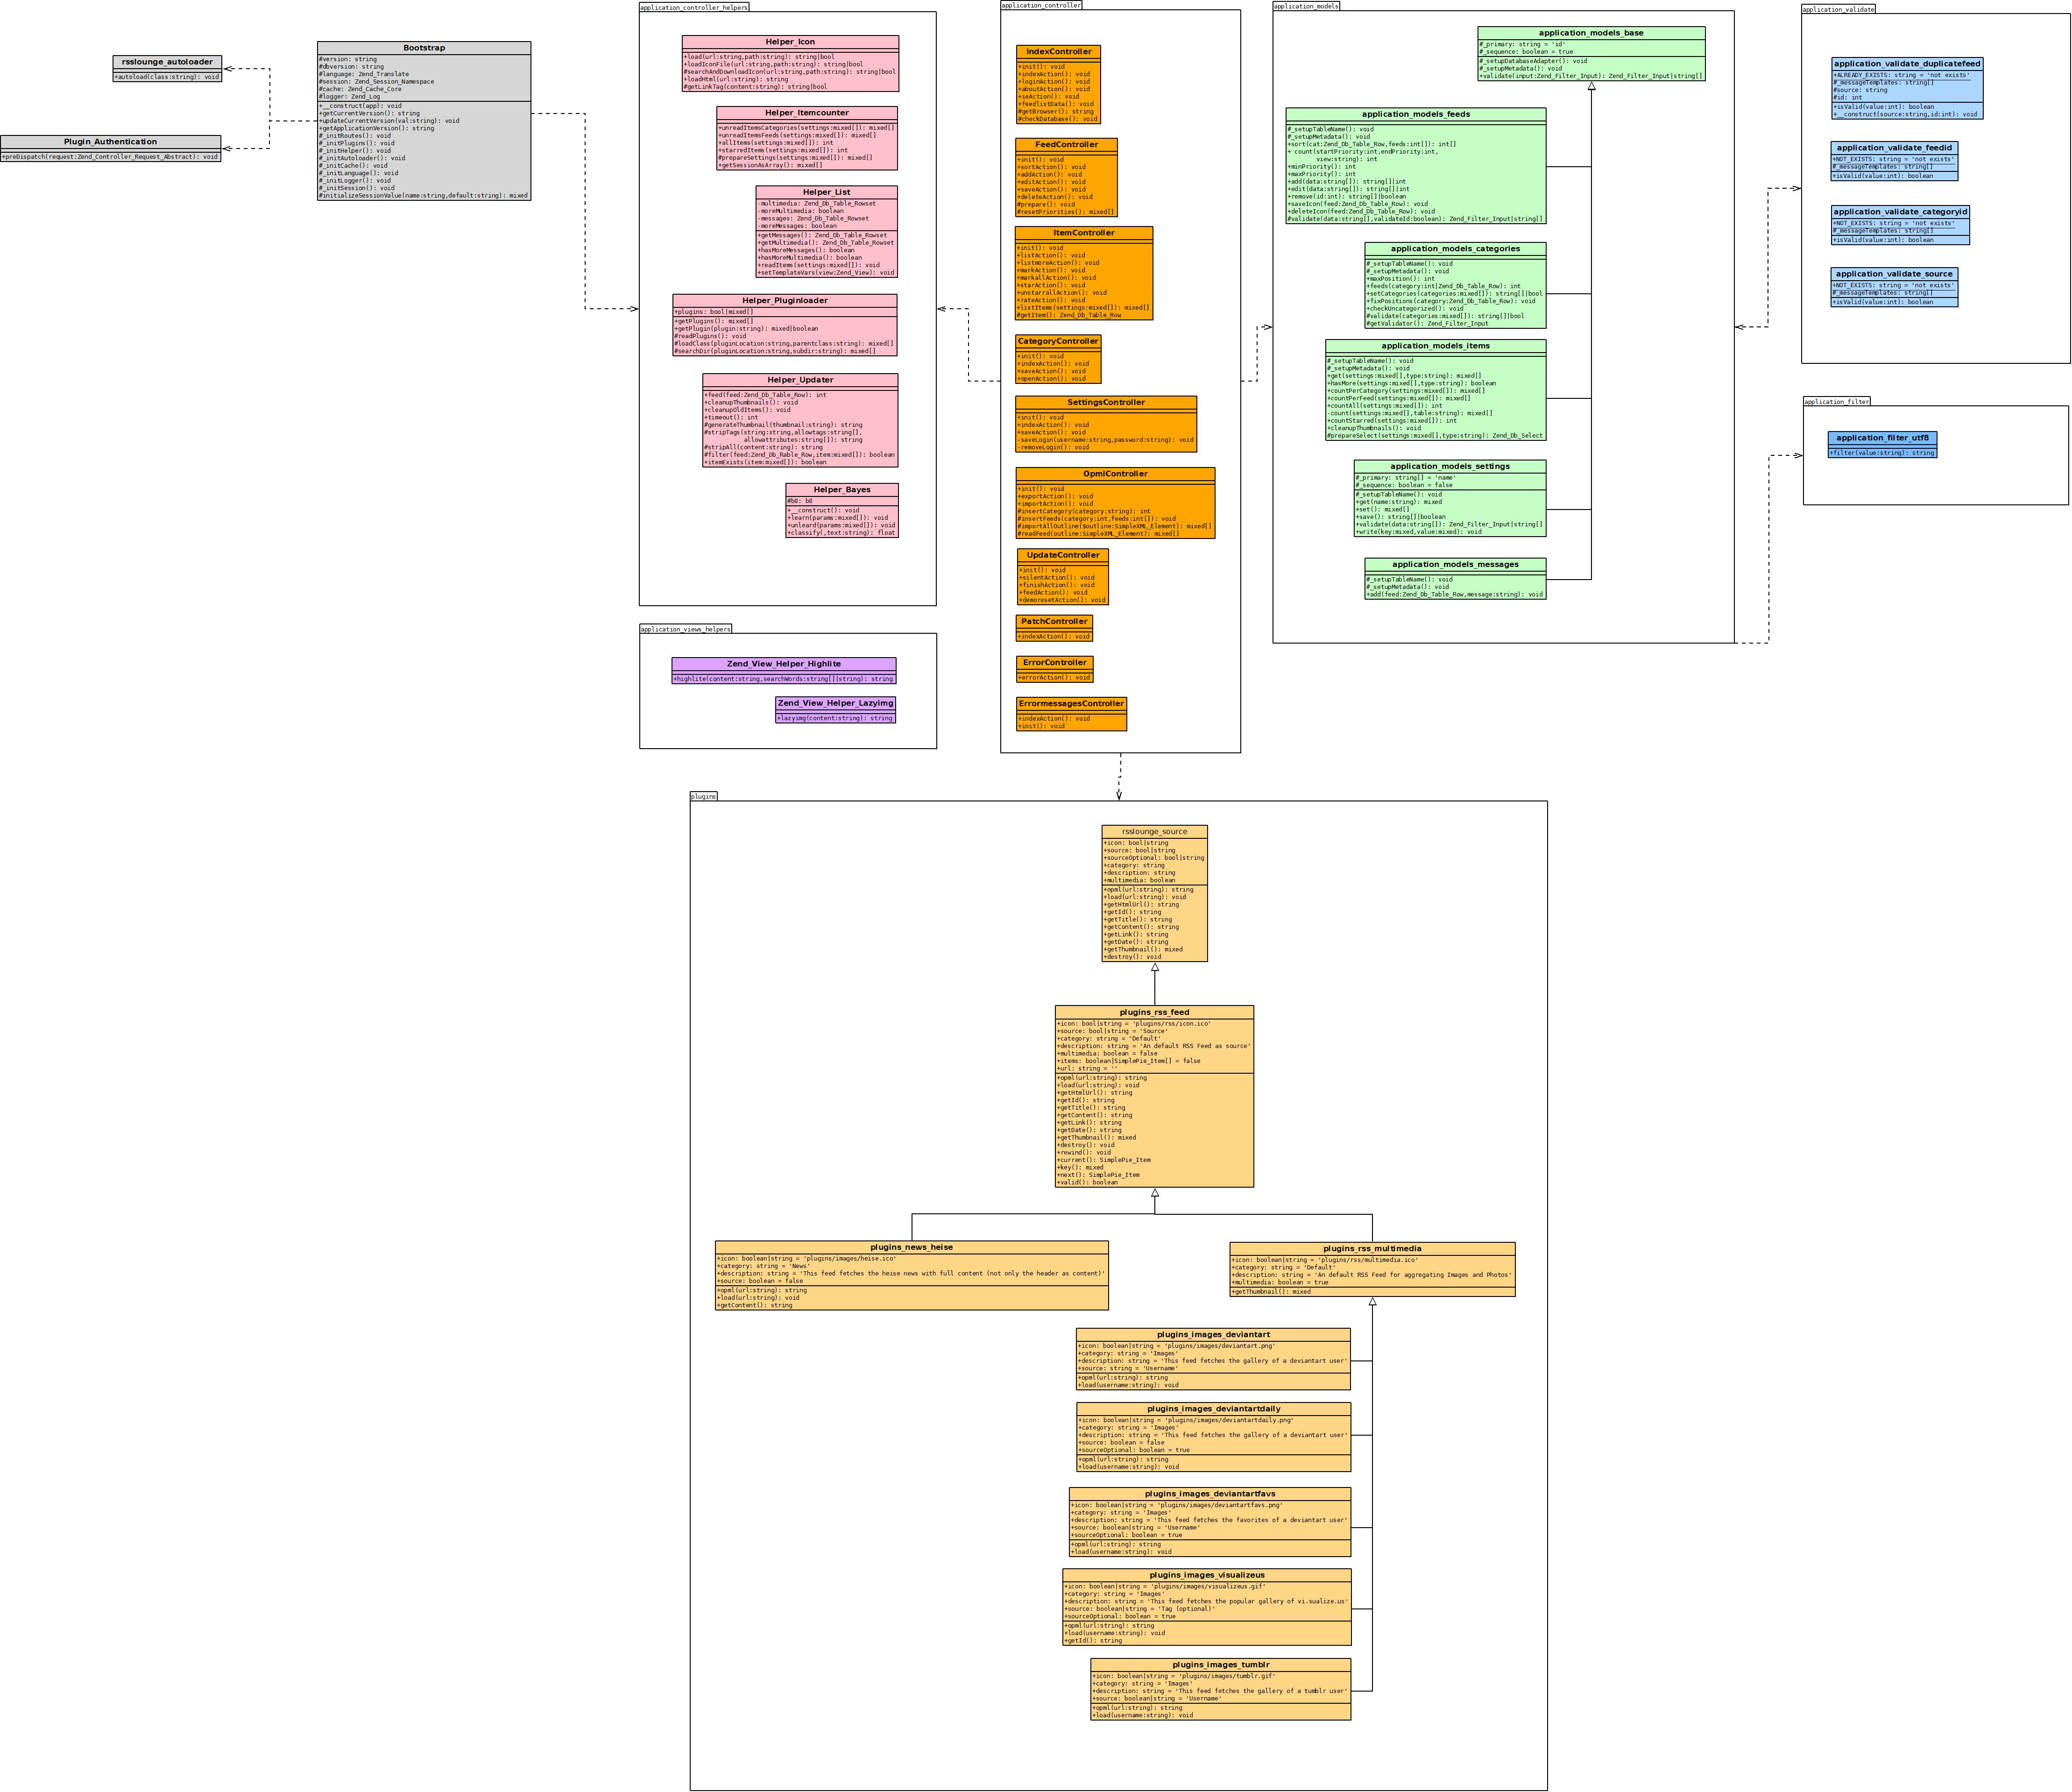 rsslounge_autoloader
+autoload(class:string): void
Plugin_Authentication
+preDispatch(request:Zend_Controller_Request_Abstract): void
Bootstrap
#version: string
#dbversion: string
#language: Zend_Translate
#session: Zend_Session_Namespace
#cache: Zend_Cache_Core
#logger: Zend_Log
+__construct(app): void
+getCurrentVersion(): string
+updateCurrentVersion(val:string): void
+getApplicationVersion(): string
#_initRoutes(): void
#_initPlugins(): void
#_initHelper(): void
#_initAutoloader(): void
#_initCache(): void
#_initLanguage(): void
#_initLogger(): void
#_initSession(): void
#initializeSessionValue(name:string,default:string): mixed
application_controller_helpers
Helper_Icon
+load(url:string,path:string): string|bool
+loadIconFile(url:string,path:string): string|bool
#searchAndDownloadIcon(url:string,path:string): string|bool
+loadHtml(url:string): string
#getLinkTag(content:string): string|bool
Helper_Itemcounter
+unreadItemsCategories(settings:mixed[]): mixed[]
+unreadItemsFeeds(settings:mixed[]): mixed[]
+allItems(settings:mixed[]): int
+starredItems(settings:mixed[]): int
#prepareSettings(settings:mixed[]): mixed[]
+getSessionAsArray(): mixed[]
Helper_List
-multimedia: Zend_Db_Table_Rowset
-moreMultimedia: boolean
-messages: Zend_Db_Table_Rowset
-moreMessages: boolean
+getMessages(): Zend_Db_Table_Rowset
+getMultimedia(): Zend_Db_Table_Rowset
+hasMoreMessages(): boolean
+hasMoreMultimedia(): boolean
+readItems(settings:mixed[]): void
+setTemplateVars(view:Zend_View): void
Helper_Pluginloader
+plugins: bool|mixed[]
+getPlugins(): mixed[]
+getPlugin(plugin:string): mixed|boolean
#readPlugins(): void
#loadClass(pluginLocation:string,parentclass:string): mixed[]
#searchDir(pluginLocation:string,subdir:string): mixed[]
Helper_Updater
+feed(feed:Zend_Db_Table_Row): int
+cleanupThumbnails(): void
+cleanupOldItems(): void
+timeout(): int
#generateThumbnail(thumbnail:string): string
#stripTags(string:string,allowtags:string[],
allowattributes:string[]): string
#stripAll(content:string): string
#filter(feed:Zend_Db_Rable_Row,item:mixed[]): boolean
+itemExists(item:mixed[]): boolean
Helper_Bayes
#b8: b8
+__construct(): void
+learn(params:mixed[]): void
+unleard(params:mixed[]): void
+classify(,text:string): float
application_views_helpers
Zend_View_Helper_Highlite
+highlite(content:string,searchWords:string[]|string): string
Zend_View_Helper_Lazyimg
+lazyimg(content:string): string
application_controller
IndexController
+init(): void
+indexAction(): void
+loginAction(): void
+aboutAction(): void
+ieAction(): void
+feedlistData(): void
#getBrowser(): string
#checkDatabase(): void
FeedController
+init(): void
+sortAction(): void
+addAction(): void
+editAction(): void
+saveAction(): void
+deleteAction(): void
#prepare(): void
#resetPriorities(): mixed[]
ItemController
+init(): void
+listAction(): void
+listmoreAction(): void
+markAction(): void
+markallAction(): void
+starAction(): void
+unstarrallAction(): void
+rateAction(): void
+listItems(settings:mixed[]): mixed[]
#getItem(): Zend_Db_Table_Row
CategoryController
+init(): void
+indexAction(): void
+saveAction(): void
+openAction(): void
SettingsController
+init(): void
+indexAction(): void
+saveAction(): void
-saveLogin(username:string,password:string): void
-removeLogin(): void
OpmlController
+init(): void
+exportAction(): void
+importAction(): void
#insertCategory(category:string): int
#insertFeeds(category:int,feeds:int[]): void
#importAllOutline($outline:SimpleXML_Element): mixed[]
#readFeed(outline:SimpleXML_Element): mixed[]
UpdateController
+init(): void
+silentAction(): void
+finishAction(): void
+feedAction(): void
+demoresetAction(): void
PatchController
+indexAction(): void
ErrorController
+errorAction(): void
ErrormessagesController
+indexAction(): void
+init(): void
application_models
application_models_base
#_primary: string = 'id'
#_sequence: boolean = true
#_setupDatabaseAdapter(): void
#_setupMetadata(): void
+validate(input:Zend_Filter_Input): Zend_Filter_Input|string[]
application_models_feeds
#_setupTableName(): void
#_setupMetadata(): void
+sort(cat:Zend_Db_Table_Row,feeds:int[]): int[]
+ count(startPriority:int,endPriority:int,
view:string): int
+minPriority(): int
+maxPriority(): int
+add(data:string[]): string[]|int
+edit(data:string[]): string[]|int
+remove(id:int): string[]|boolean
+saveIcon(feed:Zend_Db_Table_Row): void
+deleteIcon(feed:Zend_Db_Table_Row): void
#validate(data:string[],validateId:boolean): Zend_Filter_Input|string[]
application_models_categories
#_setupTableName(): void
#_setupMetadata(): void
+maxPosition(): int
+feeds(category:int|Zend_Db_Table_Row): int
+setCategories(categories:mixed[]): string[]|bool
+fixPositions(category:Zend_Db_Table_Row): void
+checkUncategorized(): void
#validate(categories:mixed[]): string[]|bool
#getValidator(): Zend_Filter_Input
application_models_items
#_setupTableName(): void
#_setupMetadata(): void
+get(settings:mixed[],type:string): mixed[]
+hasMore(settings:mixed[],type:string): boolean
+countPerCategory(settings:mixed[]): mixed[]
+countPerFeed(settings:mixed[]): mixed[]
+countAll(settings:mixed[]): int
-count(settings:mixed[],table:string): mixed[]
+countStarred(settings:mixed[]): int
+cleanupThumbnails(): void
#prepareSelect(settings:mixed[],type:string): Zend_Db_Select
application_models_settings
#_primary: string[] = 'name'
#_sequence: boolean = false
#_setupTableName(): void
+get(name:string): mixed
+set(): mixed[]
+save(): string[]|boolean
+validate(data:string[]): Zend_Filter_Input|string[]
+write(key:mixed,value:mixed): void
application_models_messages
#_setupTableName(): void
#_setupMetadata(): void
+add(feed:Zend_Db_Table_Row,message:string): void
application_validate
application_validate_duplicatefeed
+ALREADY_EXISTS: string = 'not exists'
#_messageTemplates: string[]
#source: string
#id: int
+isValid(value:int): boolean
+__construct(source:string,id:int): void
application_validate_feedid
+NOT_EXISTS: string = 'not exists'
#_messageTemplates: string[]
+isValid(value:int): boolean
application_validate_categoryid
+NOT_EXISTS: string = 'not exists'
#_messageTemplates: string[]
+isValid(value:int): boolean
application_validate_source
+NOT_EXISTS: string = 'not exists'
#_messageTemplates: string[]
+isValid(value:int): boolean
application_filter
application_filter_utf8
+filter(value:string): string
plugins
rsslounge_source
+icon: bool|string
+source: bool|string
+sourceOptional: bool|string
+category: string
+description: string
+multimedia: boolean
+opml(url:string): string
+load(url:string): void
+getHtmlUrl(): string
+getId(): string
+getTitle(): string
+getContent(): string
+getLink(): string
+getDate(): string
+getThumbnail(): mixed
+destroy(): void
plugins_rss_feed
+icon: bool|string = 'plugins/rss/icon.ico'
+source: bool|string = 'Source'
+category: string = 'Default'
+description: string = 'An default RSS Feed as source'
+multimedia: boolean = false
+items: boolean|SimplePie_Item[] = false
+url: string = ''
+opml(url:string): string
+load(url:string): void
+getHtmlUrl(): string
+getId(): string
+getTitle(): string
+getContent(): string
+getLink(): string
+getDate(): string
+getThumbnail(): mixed
+destroy(): void
+rewind(): void
+current(): SimplePie_Item
+key(): mixed
+next(): SimplePie_Item
+valid(): boolean
plugins_news_heise
+icon: boolean|string = 'plugins/images/heise.ico'
+category: string = 'News'
+description: string = 'This feed fetches the heise news with full content (not only the header as content)'
+source: boolean = false
+opml(url:string): string
+load(url:string): void
+getContent(): string
plugins_rss_multimedia
+icon: boolean|string = 'plugins/rss/multimedia.ico'
+category: string = 'Default'
+description: string = 'An default RSS Feed for aggregating Images and Photos'
+multimedia: boolean = true
+getThumbnail(): mixed
plugins_images_deviantart
+icon: boolean|string = 'plugins/images/deviantart.png'
+category: string = 'Images'
+description: string = 'This feed fetches the gallery of a deviantart user'
+source: string = 'Username'
+opml(url:string): string
+load(username:string): void
plugins_images_deviantartdaily
+icon: boolean|string = 'plugins/images/deviantartdaily.png'
+category: string = 'Images'
+description: string = 'This feed fetches the gallery of a deviantart user'
+source: boolean = false
+sourceOptional: boolean = true
+opml(url:string): string
+load(username:string): void
plugins_images_deviantartfavs
+icon: boolean|string = 'plugins/images/deviantartfavs.png'
+category: string = 'Images'
+description: string = 'This feed fetches the favorites of a deviantart user'
+source: boolean|string = 'Username'
+sourceOptional: boolean = true
+opml(url:string): string
+load(username:string): void
plugins_images_visualizeus
+icon: boolean|string = 'plugins/images/visualizeus.gif'
+category: string = 'Images'
+description: string = 'This feed fetches the popular gallery of vi.sualize.us'
+source: boolean|string = 'Tag (optional)'
+sourceOptional: boolean = true
+opml(url:string): string
+load(username:string): void
+getId(): string
plugins_images_tumblr
+icon: boolean|string = 'plugins/images/tumblr.gif'
+category: string = 'Images'
+description: string = 'This feed fetches the gallery of a tumblr user'
+source: boolean|string = 'Username'
+opml(url:string): string
+load(username:string): void